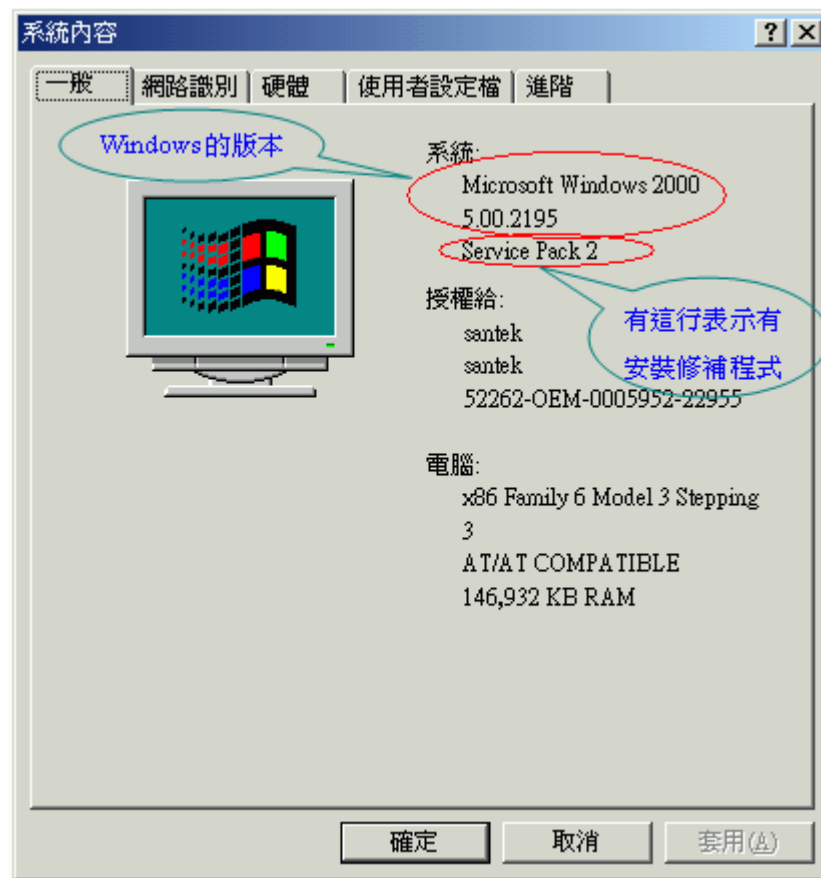 系統內容
一般 網路識別 硬體 使用者設定檔 進階
Windows的版本
系統:
Microsoft Windows 2000
5.00.2195
Service Pack 2
有這行表示有
安裝修補程式
授權給:
santek
santek
52262-OEM-0005952-22955
電腦:
x86 Family 6 Model 3 Stepping
3
AT/AT COMPATIBLE
146,932 KB RAM
確定 取消 套用(A)